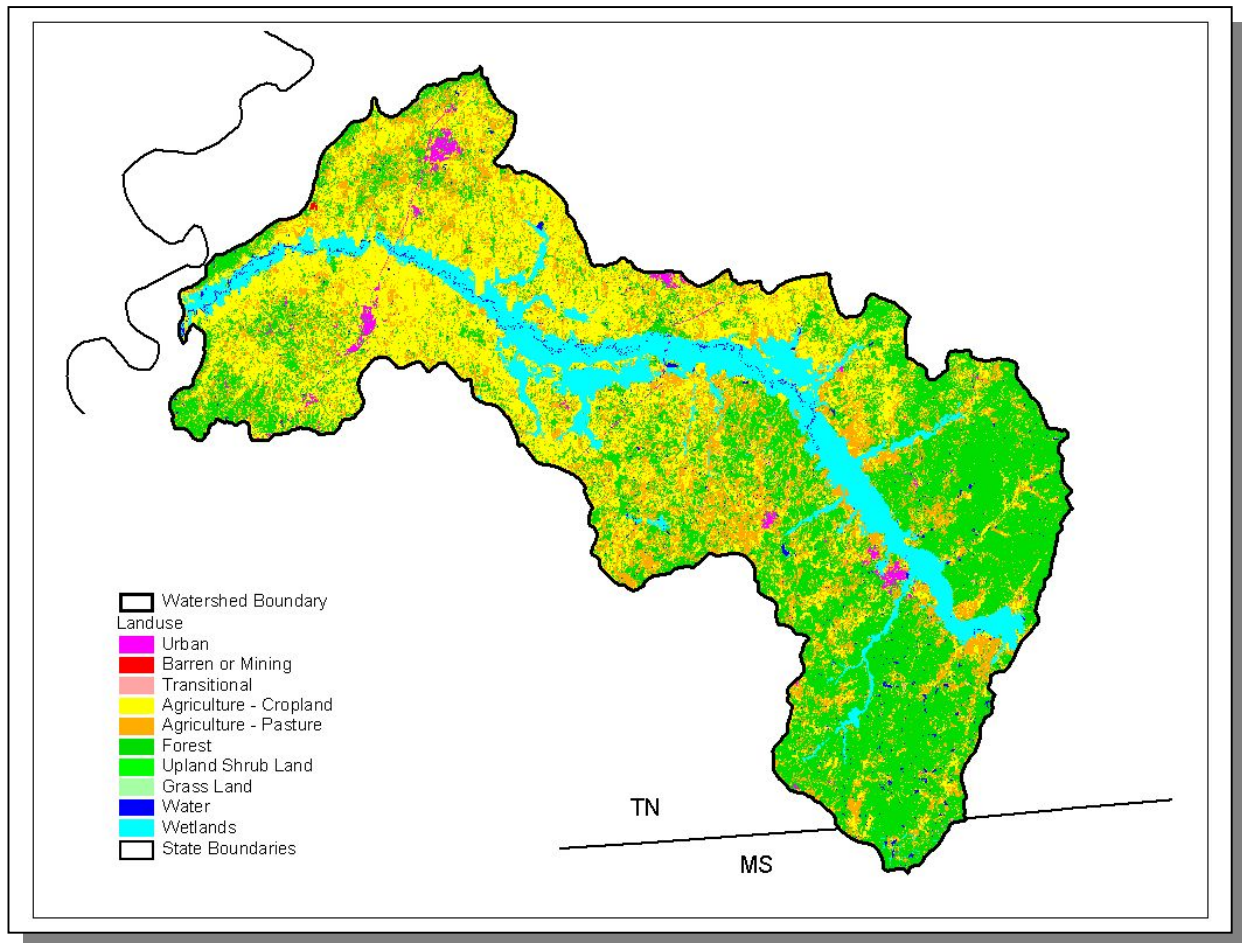 Watershed Boundary
Landuse
Urban
Barren or Mining
Transitional
Agriculture - Cropland
Agriculture - Pasture
Forest
Upland Shrub Land
Grass Land
Water
Wetlands
State Boundaries
TN
MS